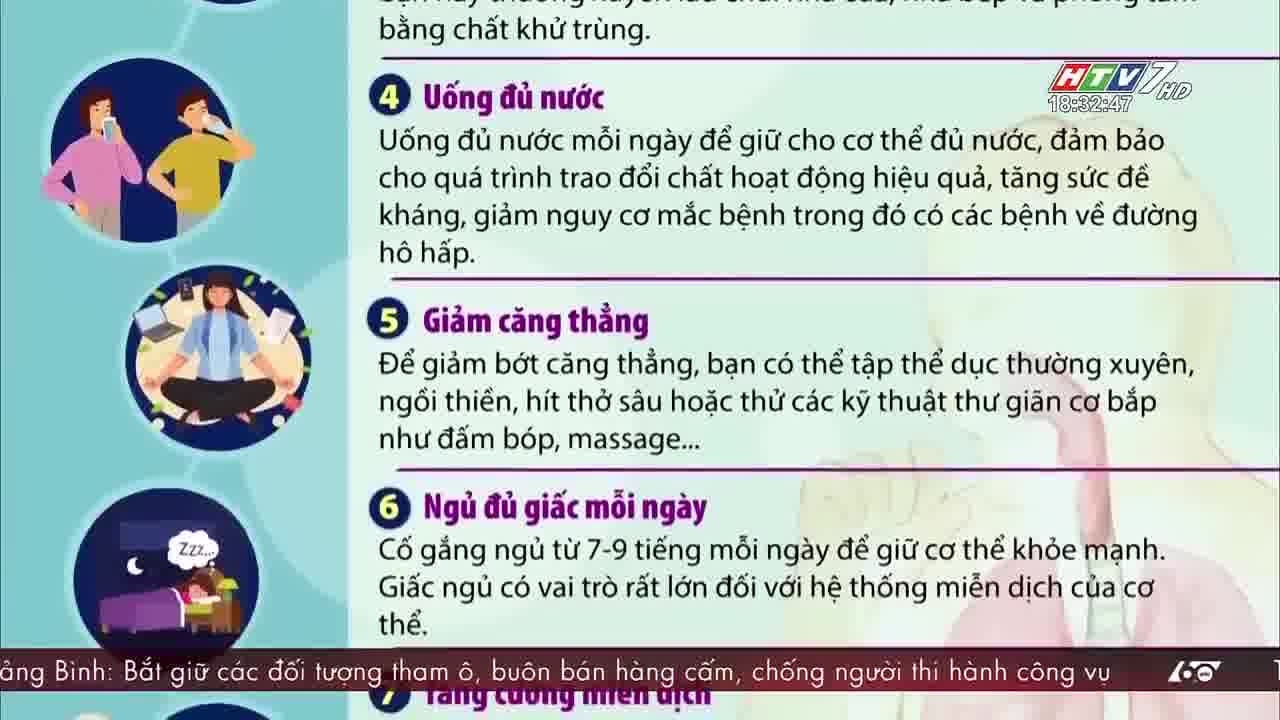 bằng chất khử trùng.
HTV7 HD
18:32:47
4 Uống đủ nước
Uống đủ nước mỗi ngày để giữ cho cơ thể đủ nước, đảm bảo
cho quá trình trao đổi chất hoạt động hiệu quả, tăng sức đề
kháng, giảm nguy cơ mắc bệnh trong đó có các bệnh về đường
hô hấp.
5 Giảm căng thẳng
Để giảm bớt căng thẳng, bạn có thể tập thể dục thường xuyên,
ngồi thiền, hít thở sâu hoặc thử các kỹ thuật thư giãn cơ bắp
như đấm bóp, massage...
6 Ngủ đủ giấc mỗi ngày
Zzz...
Cố gắng ngủ từ 7-9 tiếng mỗi ngày để giữ cơ thể khỏe mạnh.
Giấc ngủ có vai trò rất lớn đối với hệ thống miễn dịch của cơ
thể.
ảng Bình: Bắt giữ các đối tượng tham ô, buôn bán hàng cấm, chống người thi hành công vụ
7 Tăng cường miễn dịch